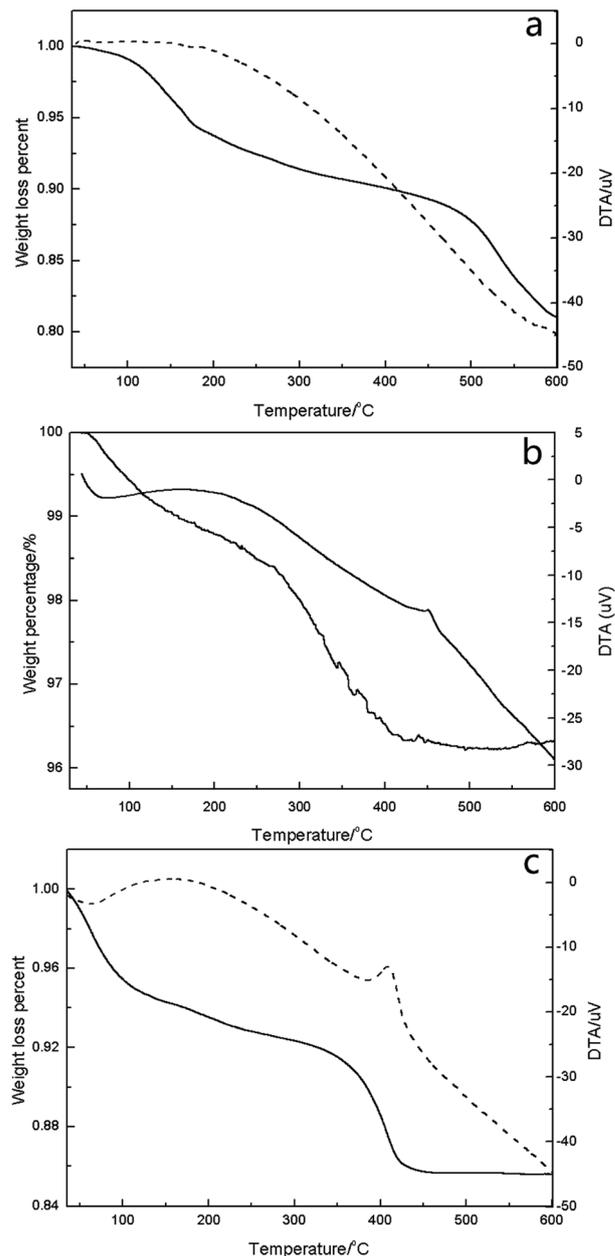 a
1.00
0.95
0.90
0.85
0.80
Weight loss percent
0
-10
-20
-30
-40
-50
DTA/uV
100 200 300 400 500 600
Temperature/°C
b
100
99
98
97
96
Weight percentage/%
5
0
-5
-10
-15
-20
-25
-30
DTA (uV)
100 200 300 400 500 600
Temperature/°C
c
1.00
0.96
0.92
0.88
0.84
Weight loss percent
0
-10
-20
-30
-40
-50
DTA/uV
100 200 300 400 500 600
Temperature/°C